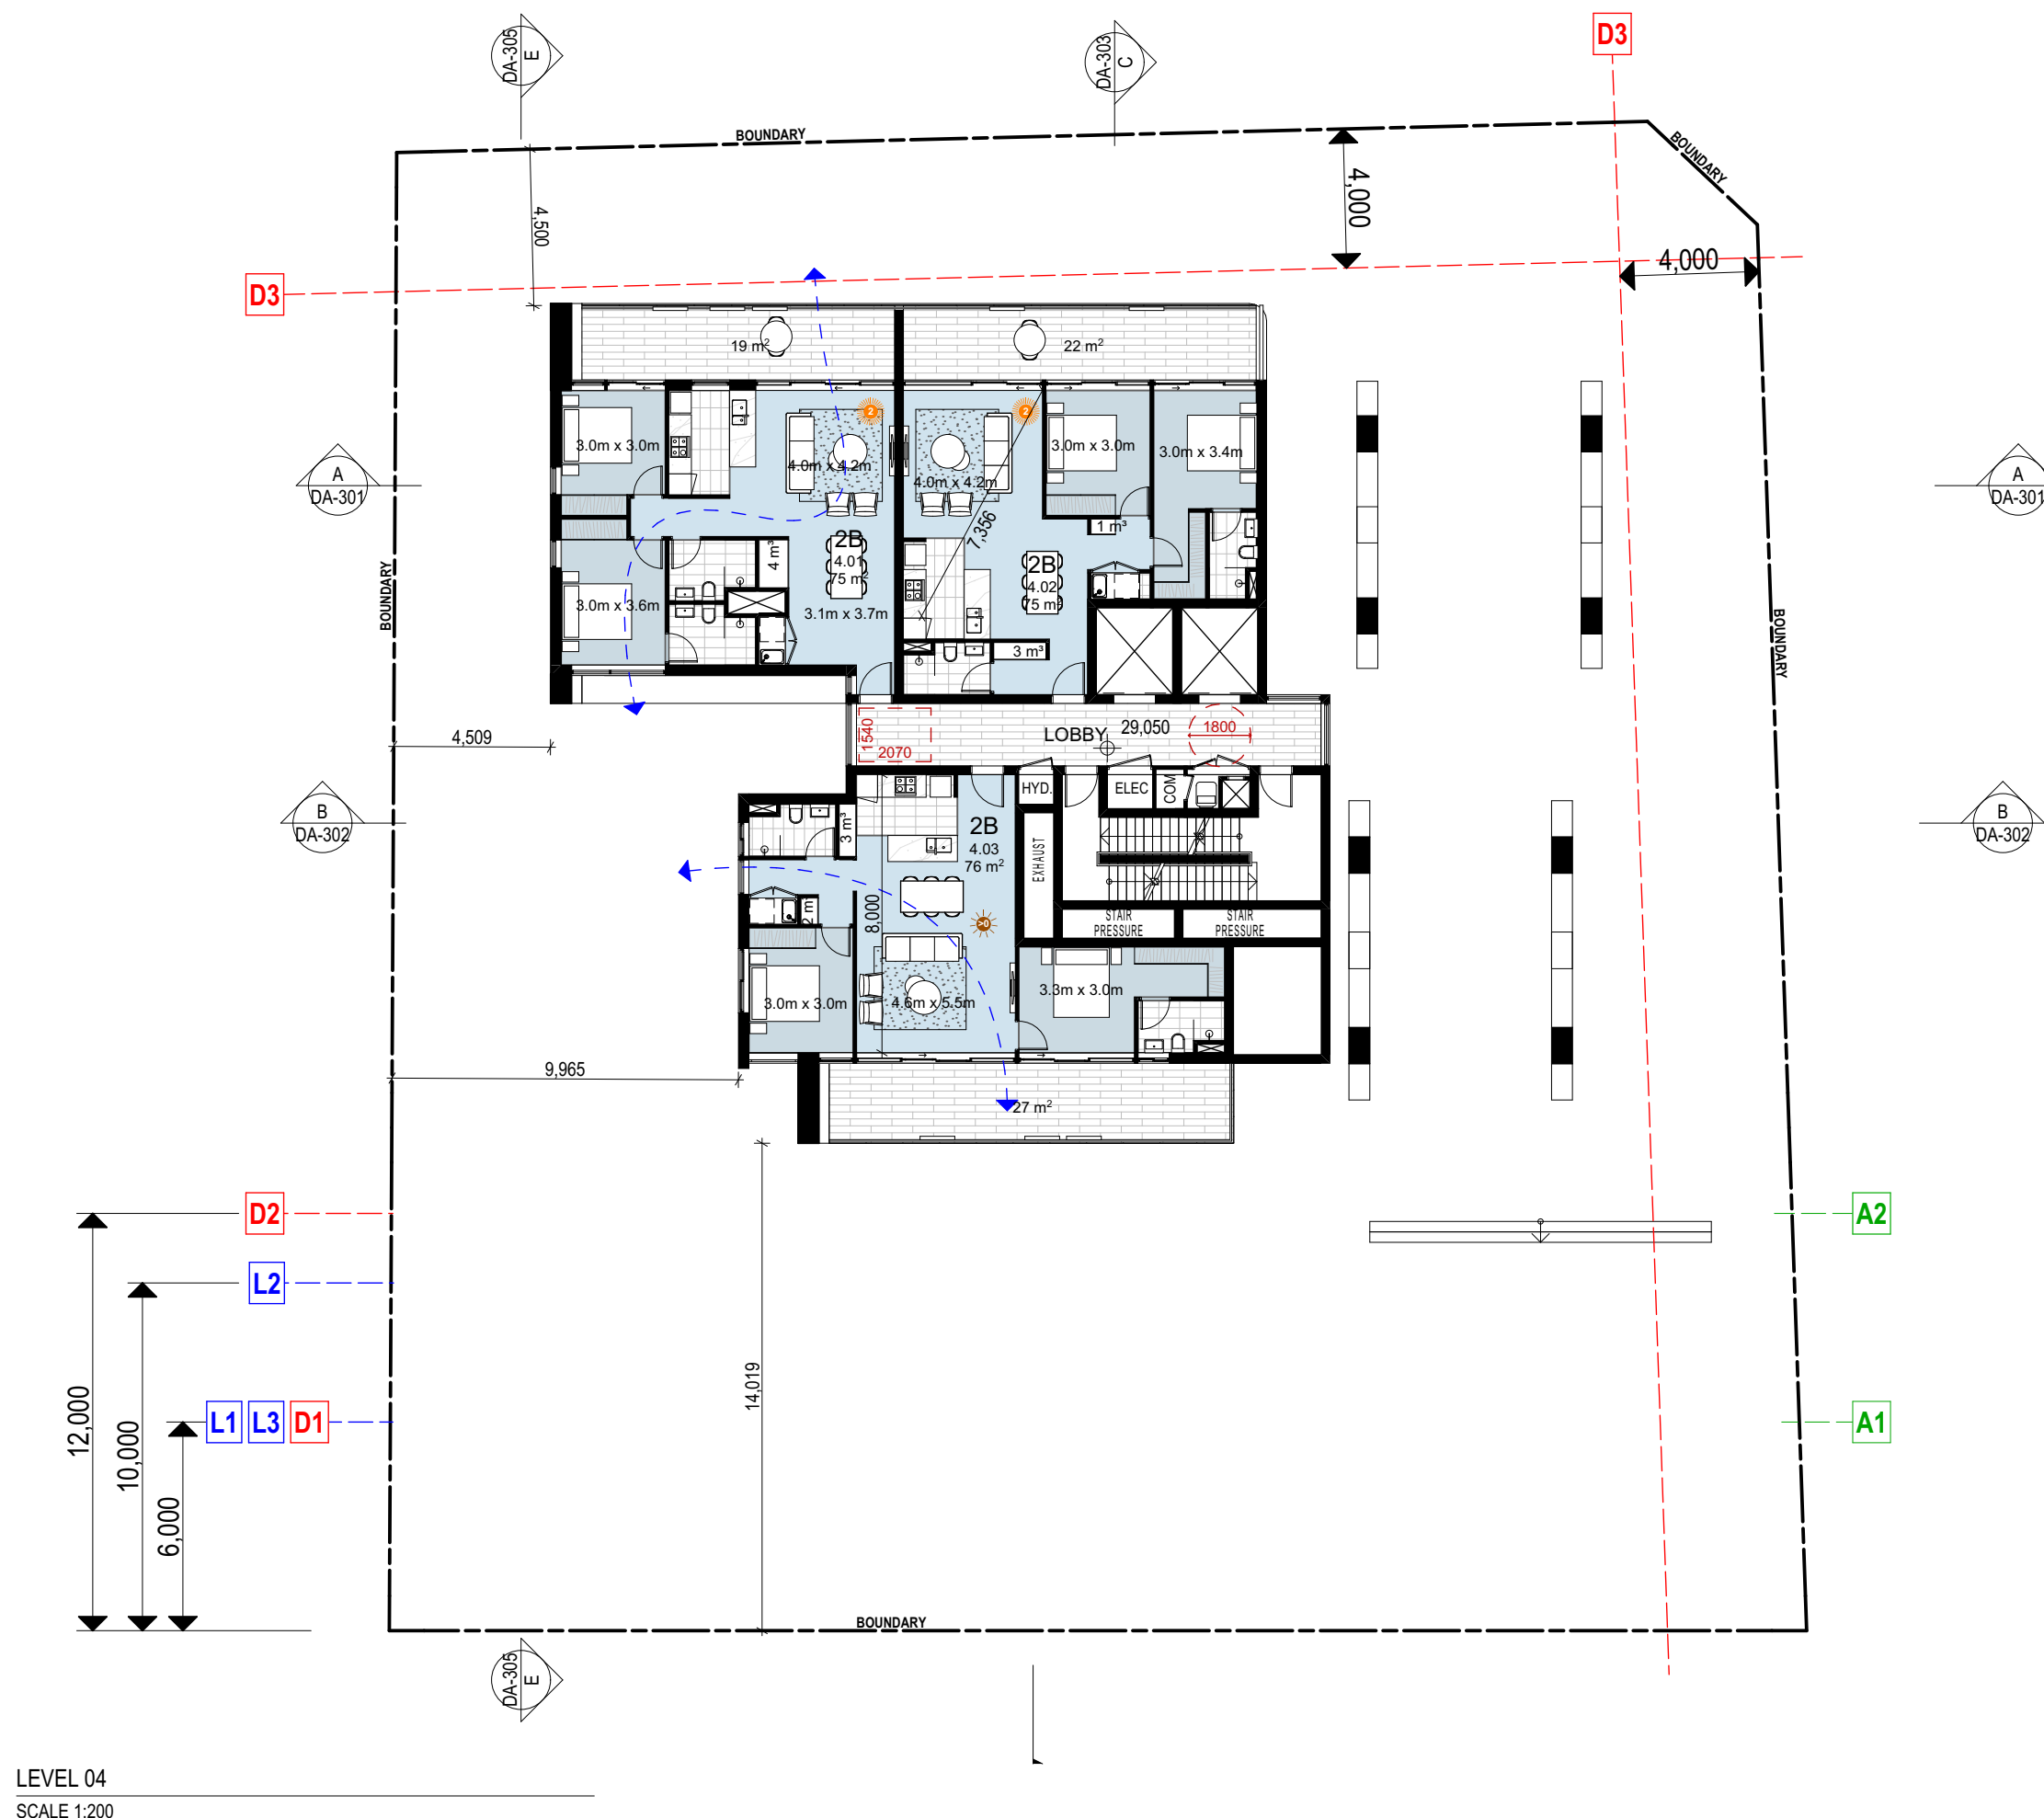 DA-305
E
DA-303
C
D3
BOUNDARY
BOUNDARY
4,500
4,000
4,000
D3
19 m²
22 m²
2
2
3.0m x 3.0m
4.0m x 4.2m
4.0m x 4.2m
3.0m x 3.0m
3.0m x 3.4m
A
DA-301
A
DA-301
7,356
1 m³
2B
4.01
75 m²
4 m³
2B
4.02
75 m²
BOUNDARY
3.0m x 3.6m
3.1m x 3.7m
X
3 m³
BOUNDARY
1540
2070
LOBBY
29,050
1800
4,509
HYD.
ELEC
COM
B
DA-302
B
DA-302
3 m³
2B
4.03
76 m²
EXHAUST
2 m³
8,000
>0
STAIR
PRESSURE
STAIR
PRESSURE
3.0m x 3.0m
4.6m x 5.5m
3.3m x 3.0m
9,965
27 m²
D2
A2
L2
14,019
12,000
10,000
6,000
L1
L3
D1
A1
BOUNDARY
DA-305
E
LEVEL 04
SCALE 1:200